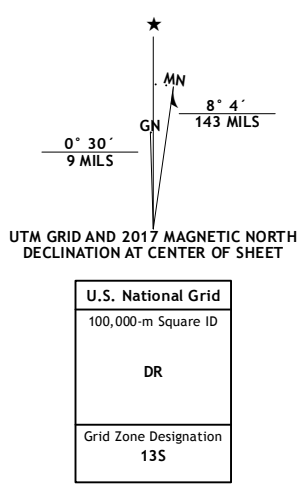 ★
MN
GN
8° 4´
143 MILS
0° 30´
9 MILS
UTM GRID AND 2017 MAGNETIC NORTH
DECLINATION AT CENTER OF SHEET
U.S. National Grid
100,000-m Square ID
DR
Grid Zone Designation
13S